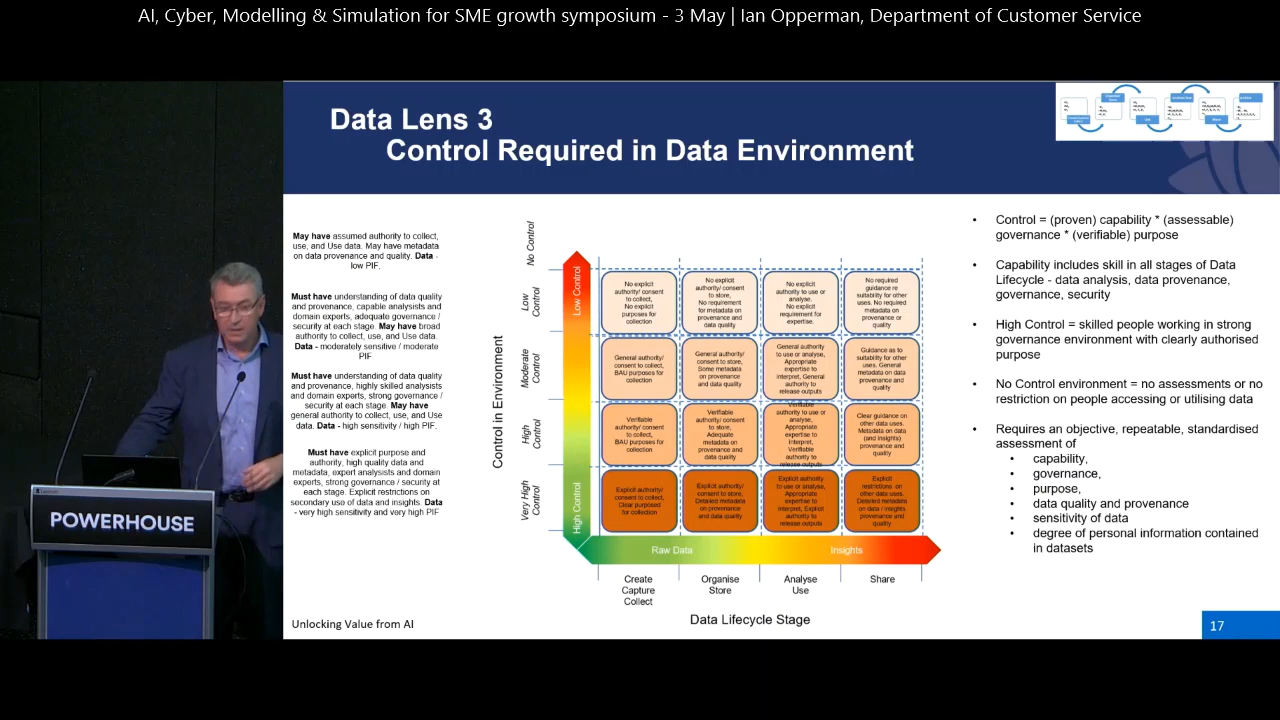 AI, Cyber, Modelling & Simulation for SME growth symposium - 3 May | Ian Opperman, Department of Customer Service
Data Lens 3
Control Required in Data Environment
May have assumed authority to collect,
use, and Use data. May have metadata
on data provenance and quality. Data -
low PIF.
Must have understanding of data quality
and provenance, capable analysists and
domain experts, adequate governance /
security at each stage. May have broad
authority to collect, use, and Use data.
Data - moderately sensitive / moderate
PIF
Must have understanding of data quality
and provenance, highly skilled analysists
and domain experts, strong governance /
security at each stage. May have
general authority to collect, use, and Use
data. Data - high sensitivity / high PIF.
Must have explicit purpose and
authority, high quality data and
metadata, expert analysists and domain
experts, strong governance / security at
each stage. Explicit restrictions on
secondary use of data and insights. Data
- very high sensitivity and very high PIF
Control in Environment
No Control
Low
Control
Moderate
Control
High
Control
Very High
Control
Low Control
High Control
No explicit
authority/ consent
to collect,
No explicit
purposes for
collection
No explicit
authority/ consent
to store,
No requirement
for metadata on
provenance and
data quality
No explicit
authority to use or
analyse.
No explicit
requirement for
expertise.
No required
guidance re
suitability for other
uses. No required
metadata on
provenance or
quality
General authority/
consent to collect,
BAU purposes for
collection
General authority/
consent to store,
Some metadata
on provenance
and data quality
General authority
to use or analyse,
Appropriate
expertise to
interpret, General
authority to
release outputs
Guidance as to
suitability for other
uses. General
metadata on data
provenance and
quality
Verifiable
authority/ consent
to collect,
BAU purposes for
collection
Verifiable
authority/ consent
to store,
Adequate
metadata on
provenance and
data quality
Verifiable
authority to use or
analyse,
Appropriate
expertise to
interpret,
Verifiable
authority to
release outputs
Clear guidance on
other data uses.
Metadata on data
(and insights)
provenance and
quality
Explicit authority/
consent to collect,
Clear purposed
for collection
Explicit authority/
consent to store,
Detailed metadata
on provenance
and data quality
Explicit authority
to use or analyse,
Appropriate
expertise to
interpret, Explicit
authority to
release outputs
Explicit
restrictions on
other data uses.
Detailed metadata
on data / insights
provenance and
quality
Raw Data
Insights
Create
Capture
Collect
Organise
Store
Analyse
Use
Share
Data Lifecycle Stage
• Control = (proven) capability * (assessable)
governance * (verifiable) purpose
• Capability includes skill in all stages of Data
Lifecycle - data analysis, data provenance,
governance, security
• High Control = skilled people working in strong
governance environment with clearly authorised
purpose
• No Control environment = no assessments or no
restriction on people accessing or utilising data
• Requires an objective, repeatable, standardised
assessment of
• capability,
• governance,
• purpose,
• data quality and provenance
• sensitivity of data
• degree of personal information contained
in datasets
POWERHOUSE
Unlocking Value from AI
17